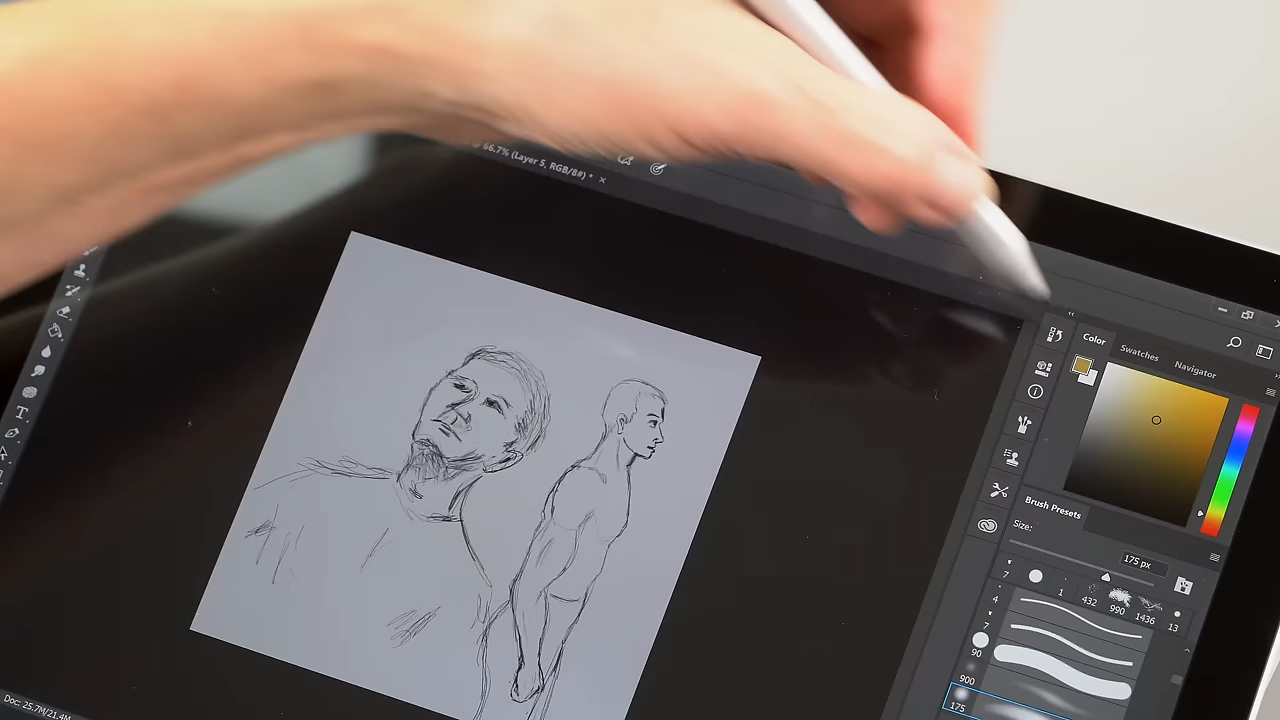 66.7% (Layer 5, RGB/8#) * ×
Color
Swatches
Navigator
Brush Presets
Size:
175 px
7
1
432
990
1436
13
4
7
90
900
175
T
Doc: 25.7M/21.4M